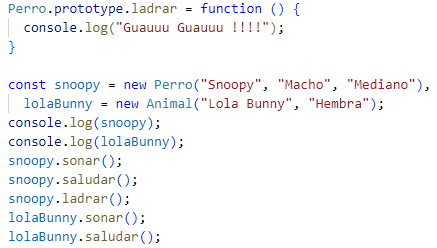 Perro.prototype.ladrar = function () {
  console.log("Guauuu Guauuu !!!!");
}

const snoopy = new Perro("Snoopy", "Macho", "Mediano"),
  lolaBunny = new Animal("Lola Bunny", "Hembra");
console.log(snoopy);
console.log(lolaBunny);
snoopy.sonar();
snoopy.saludar();
snoopy.ladrar();
lolaBunny.sonar();
lolaBunny.saludar();